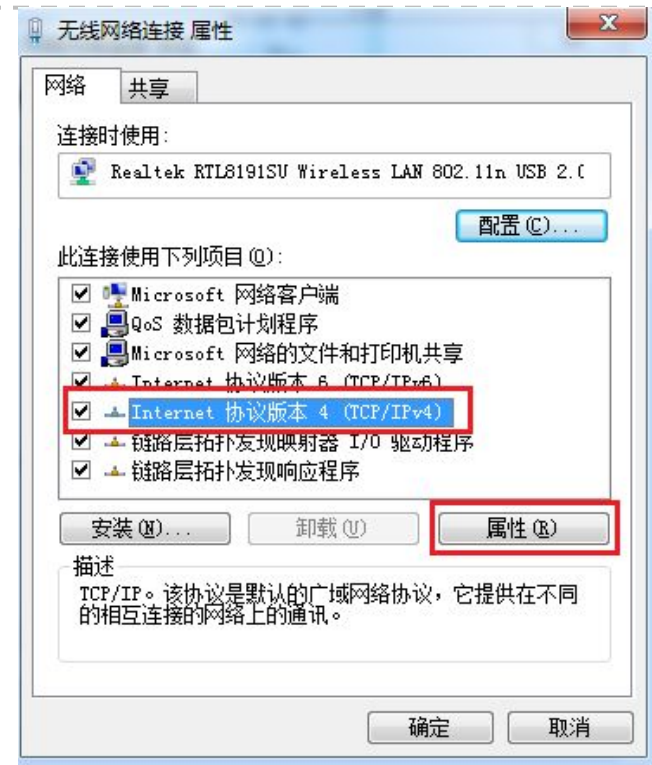 无线网络连接 属性
网络
共享
连接时使用:
Realtek RTL8191SU Wireless LAN 802.11n USB 2.0
配置(C)...
此连接使用下列项目(O):
Microsoft 网络客户端
QoS 数据包计划程序
Microsoft 网络的文件和打印机共享
Internet 协议版本 6 (TCP/IPv6)
Internet 协议版本 4 (TCP/IPv4)
链路层拓扑发现映射器 I/O 驱动程序
链路层拓扑发现响应程序
安装(N)...
卸载(U)
属性(R)
描述
TCP/IP。该协议是默认的广域网络协议，它提供在不同
的相互连接的网络上的通讯。
确定
取消